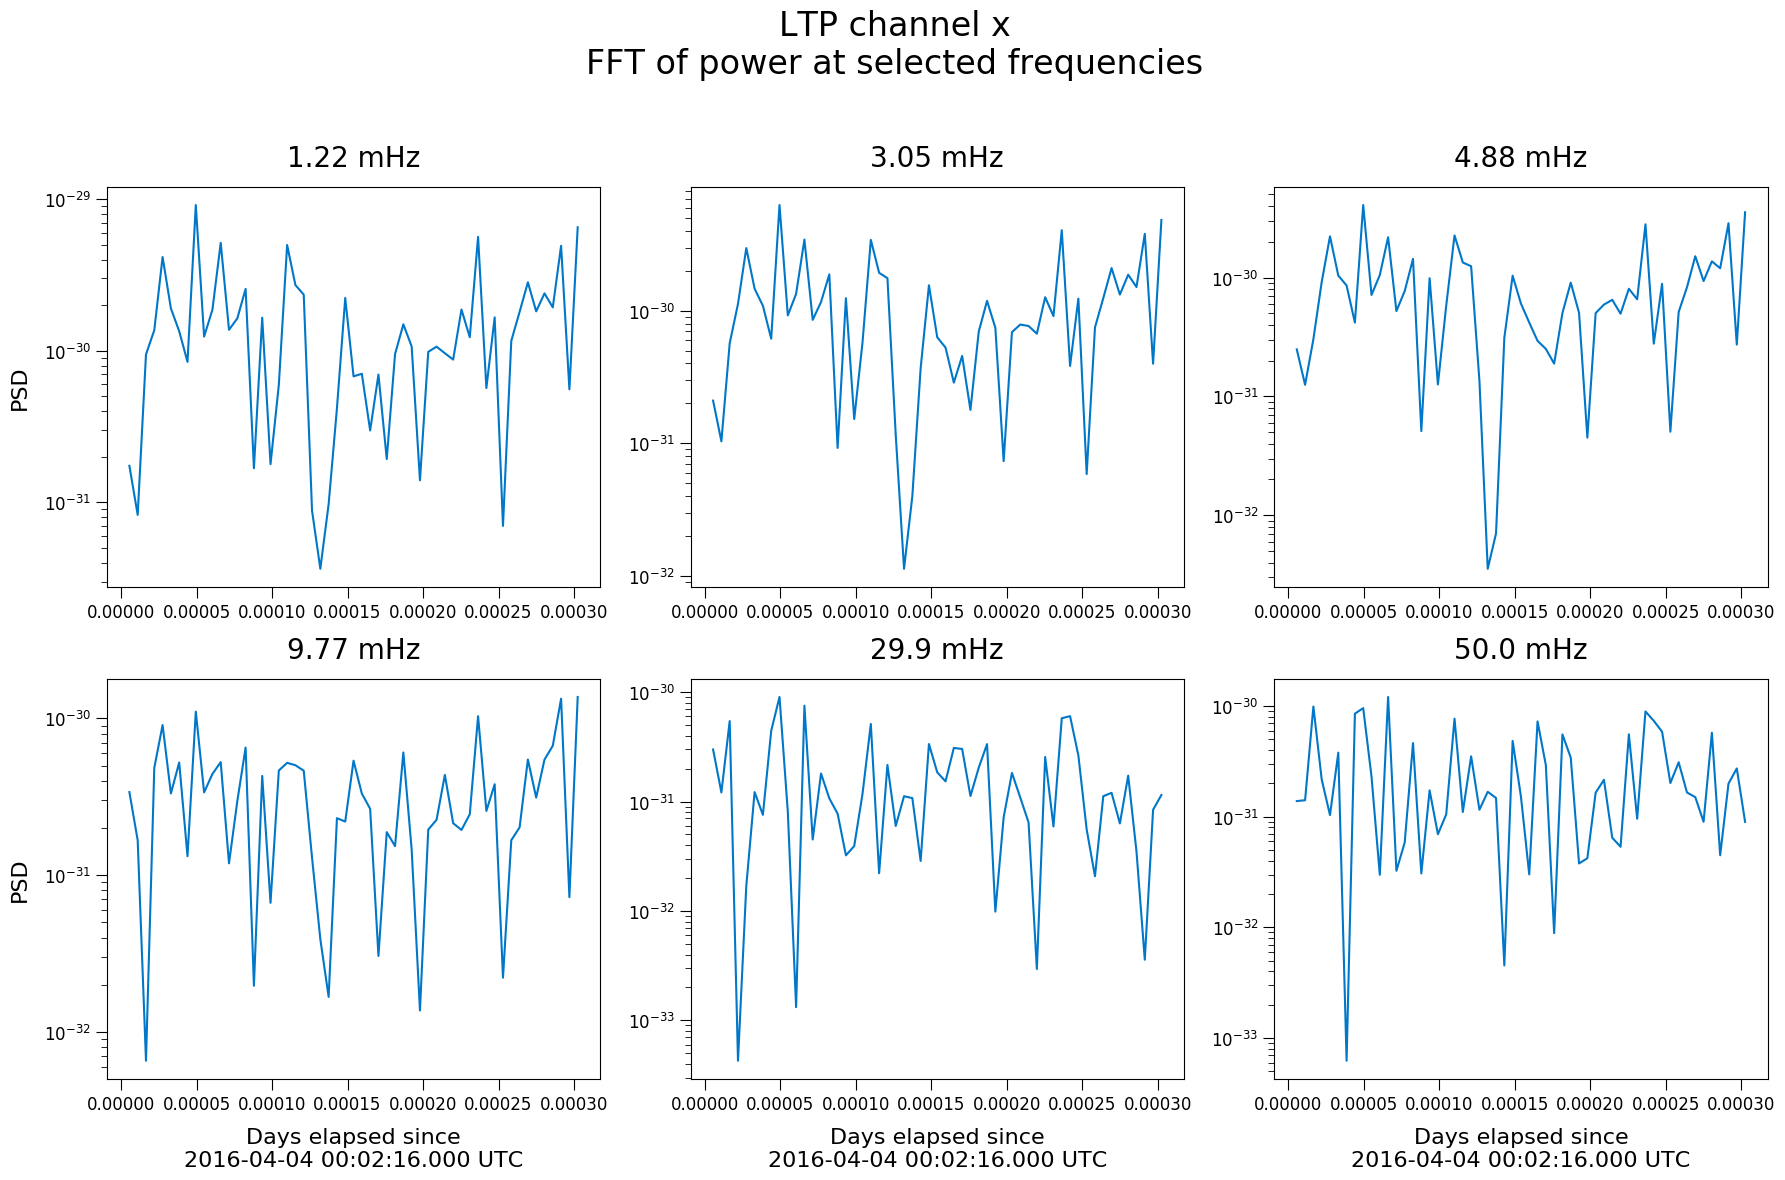 LTP channel x
FFT of power at selected frequencies
1.22 mHz
3.05 mHz
4.88 mHz
PSD
10⁻²⁹
10⁻³⁰
10⁻³¹
0.00000 0.00005 0.00010 0.00015 0.00020 0.00025 0.00030
10⁻³⁰
10⁻³¹
10⁻³²
0.00000 0.00005 0.00010 0.00015 0.00020 0.00025 0.00030
10⁻³⁰
10⁻³¹
10⁻³²
0.00000 0.00005 0.00010 0.00015 0.00020 0.00025 0.00030
9.77 mHz
29.9 mHz
50.0 mHz
PSD
10⁻³⁰
10⁻³¹
10⁻³²
0.00000 0.00005 0.00010 0.00015 0.00020 0.00025 0.00030
Days elapsed since
2016-04-04 00:02:16.000 UTC
10⁻³⁰
10⁻³¹
10⁻³²
10⁻³³
0.00000 0.00005 0.00010 0.00015 0.00020 0.00025 0.00030
Days elapsed since
2016-04-04 00:02:16.000 UTC
10⁻³⁰
10⁻³¹
10⁻³²
10⁻³³
0.00000 0.00005 0.00010 0.00015 0.00020 0.00025 0.00030
Days elapsed since
2016-04-04 00:02:16.000 UTC